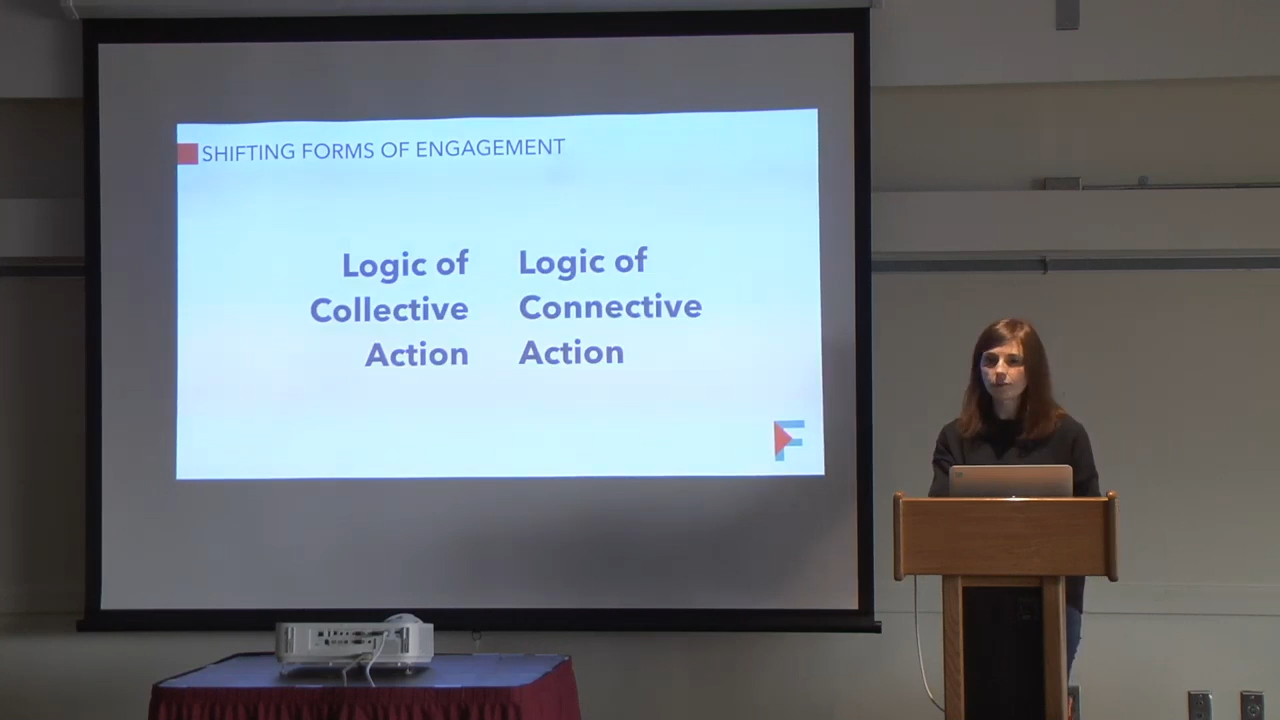 SHIFTING FORMS OF ENGAGEMENT
Logic of
Collective
Action
Logic of
Connective
Action
F